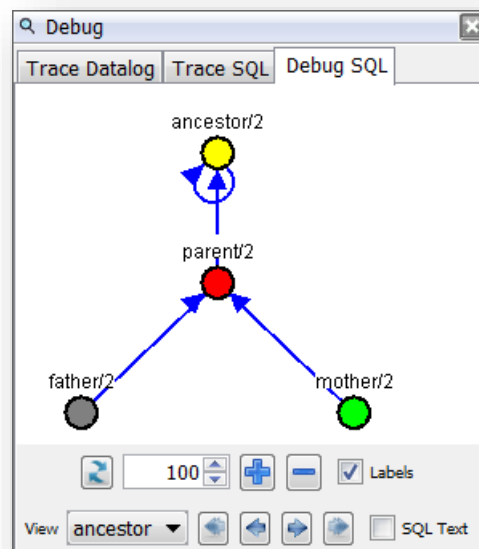 Debug
Trace Datalog Trace SQL Debug SQL
ancestor/2
parent/2
father/2 mother/2
100 Labels
View ancestor SQL Text